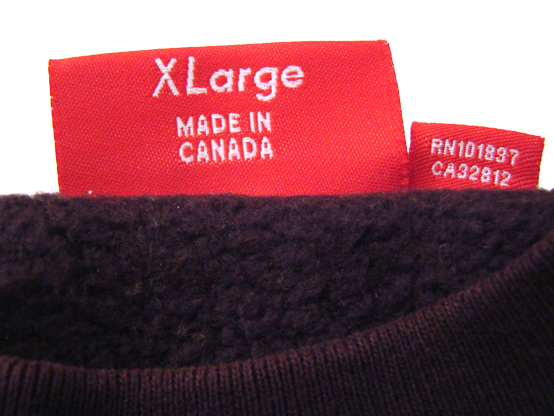 XLarge
MADE IN
CANADA
RN101837
CA32812